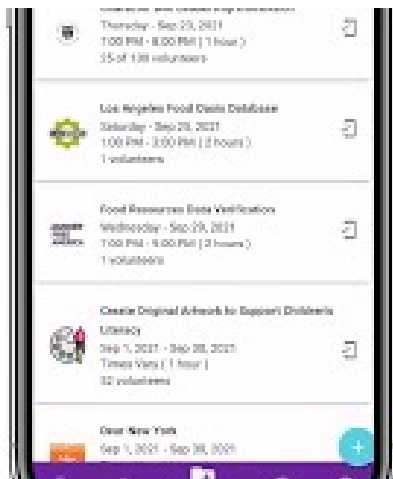 Thursday - Sep 23, 2021
7:00 PM - 8:00 PM ( 1 hour )
25 of 100 volunteers
Los Angeles Food Oasis Database
Saturday - Sep 25, 2021
1:00 PM - 3:00 PM ( 2 hours )
1 volunteers
Food Resources Data Verification
Wednesday - Sep 29, 2021
7:00 PM - 9:00 PM ( 2 hours )
1 volunteers
Create Original Artwork to Support Children's
Literacy
Sep 1, 2021 - Sep 30, 2021
Times Vary ( 1 hour )
32 volunteers
Dear New York
Sep 1, 2021 - Sep 30, 2021